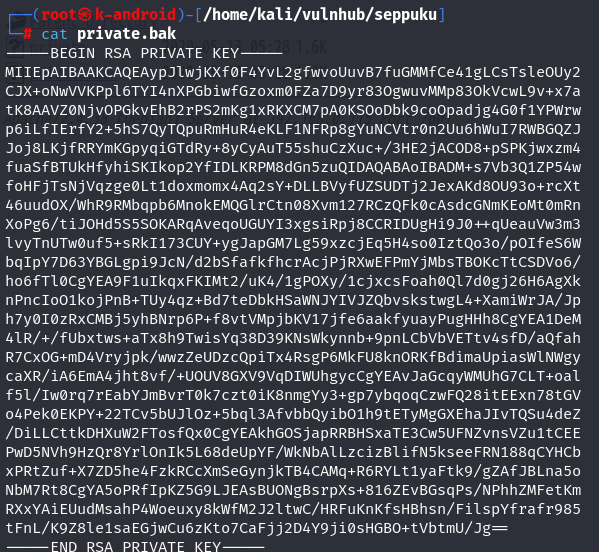 ┌──(root㉿k-android)-[/home/kali/vulnhub/seppuku]
└─# cat private.bak
-----BEGIN RSA PRIVATE KEY-----
MIIEpAIBAAKCAQEAypJlwjKXf0F4YvL2gfwvoUuvB7fuGMMfCe41gLCsTsleOUy2
CJX+oNwVVKPpl6TYI4nXPGbiwfGzoxm0FZa7D9yr83OgwuvMMp83OkVcwL9v+x7a
tK8AAVZ0NjvOPGkvEhB2rPS2mKg1xRKXCM7pA0KSOoDbk9coOpadjg4G0f1YPWrw
p6iLfIErfY2+5hS7QyTQpuRmHuR4eKLF1NFRp8gYuNCVtr0n2Uu6hWuI7RWBGQZJ
Joj8LKjfRRYmKGpyqiGTdRy+8yCyAuT55shuCzXuc+/3HE2jACOD8+pSPKjwxzm4
fuaSfBTUkHfyhiSKIkop2YfIDLKRPM8dGn5zuQIDAQABAoIBADM+s7Vb3Q1ZP54w
foHFjTsNjVqzge0Lt1doxmomx4Aq2sY+DLLBVyfUZSUDTj2JexAKd8OU93o+rcXt
46uudOX/WhR9RMbqpb6MnokEMQGlrCtn08Xvm127RCzQFk0cAsdcGNmKEoMt0mRn
XoPg6/tiJOHd5S5SOKARqAveqoUGUYI3xgsiRpj8CCRIDUgHi9J0++qUeauVw3m3
lvyTnUTw0uf5+sRkI173CUY+ygJapGM7Lg59xzcjEq5H4so0IztQo3o/pOIfeS6W
bqIpY7D63YBGLgpi9JcN/d2bSfafkfhcrAcjPjRXwEFPmYjMbsTBOKcTtCSDVo6/
ho6fTl0CgYEA9F1uIkqxFKIMt2/uK4/1gPOXy/1cjxcsFoah0Ql7d0gj26H6AgXk
nPncIoO1kojPnB+TUy4qz+Bd7teDbkHSaWNJYIVJZQbvskstwgL4+XamiWrJA/Jp
h7y0I0zRxCMBj5yhBNrp6P+f8vtVMpjbKV17jfe6aakfyuayPugHHh8CgYEA1DeM
4lR/+/fUbxtws+aTx8h9TwisYq38D39KNsWkynnb+9pnLCbVbVETtv4sfD/aQfah
R7CxOG+mD4Vryjpk/wwzZeUDzcQpiTx4RsgP6MkFU8knORKfBdimaUpiasWlNWgy
caXR/iA6EmA4jht8vf/+UOUV8GXV9VqDIWUhgycCgYEAvJaGcqyWMUhG7CLT+oal
f5l/Iw0rq7rEabYJmBvrT0k7czt0iK8nmgYy3+gp7ybqoqCzwFQ28itEExn78tGV
o4Pek0EKPY+22TCv5bUJlOz+5bql3AfvbbQyibO1h9tETyMgGXEhaJIvTQSu4deZ
/DiLLCttkDHXuW2FTosfQx0CgYEAkhGOSjapRRBHSxaTE3Cw5UFNZvnsVZu1tCEE
PwD5NVh9HzQr8YrlOnIk5L68deUpYF/WkNbAlLzcizBlifN5kseeFRN188qCYHCb
xPRtZuf+X7ZD5he4FzkRCcXmSeGynjkTB4CAMq+R6RYLt1yaFtk9/gZAfJBLna5o
NbM7Rt8CgYA5oPRfIpKZ5G9LJEAsBUONgBsrpXs+816ZEvBGsqPs/NPhhZMFetKm
RXxYAiEUudMsahP4Woeuxy8kWfM2J2ltwC/HRFuKnKfsHBhsn/FilspYfrafr985
tFnL/K9Z8le1saEGjwCu6zKto7CaFjj2D4Y9ji0sHGBO+tVbtmU/Jg==
-----END RSA PRIVATE KEY-----